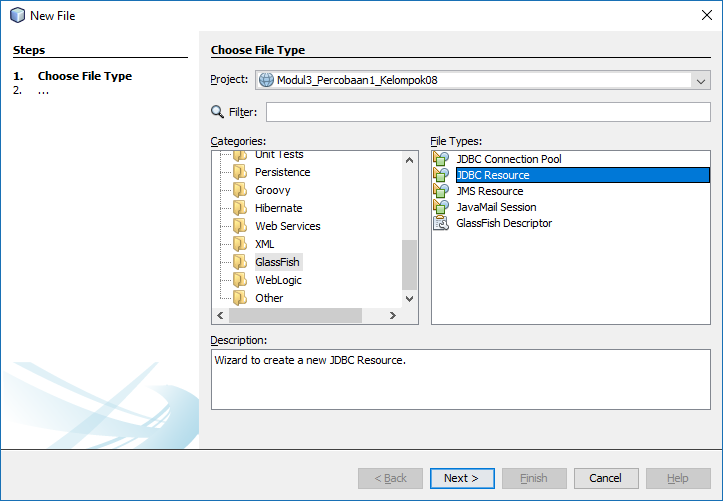 New File
Steps
1. Choose File Type
2. ...
Choose File Type
Project: Modul3_Percobaan1_Kelompok08
Filter:
Categories:
Unit Tests
Persistence
Groovy
Hibernate
Web Services
XML
GlassFish
WebLogic
Other
File Types:
JDBC Connection Pool
JDBC Resource
JMS Resource
JavaMail Session
GlassFish Descriptor
Description:
Wizard to create a new JDBC Resource.
< Back Next > Finish Cancel Help